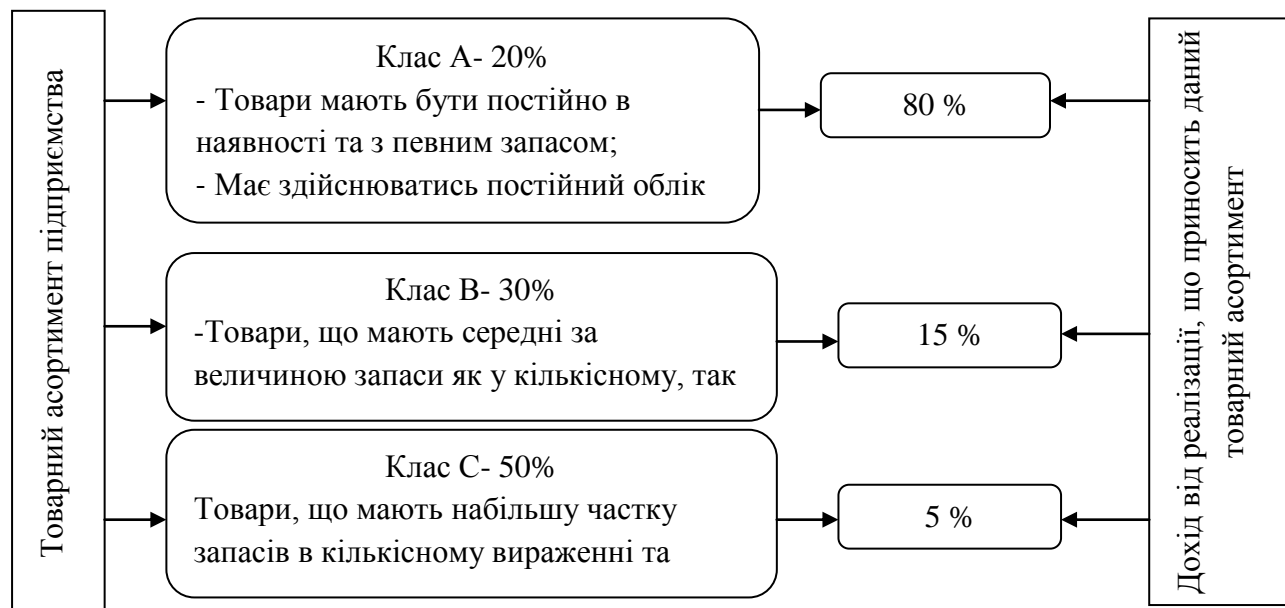 Товарний асортимент підприємства
Клас А- 20%
- Товари мають бути постійно в
наявності та з певним запасом;
- Має здійснюватись постійний облік
80 %
Клас В- 30%
-Товари, що мають середні за
величиною запаси як у кількісному, так
15 %
Клас С- 50%
Товари, що мають набільшу частку
запасів в кількісному вираженні та
5 %
Дохід від реалізації, що приносить даний
товарний асортимент